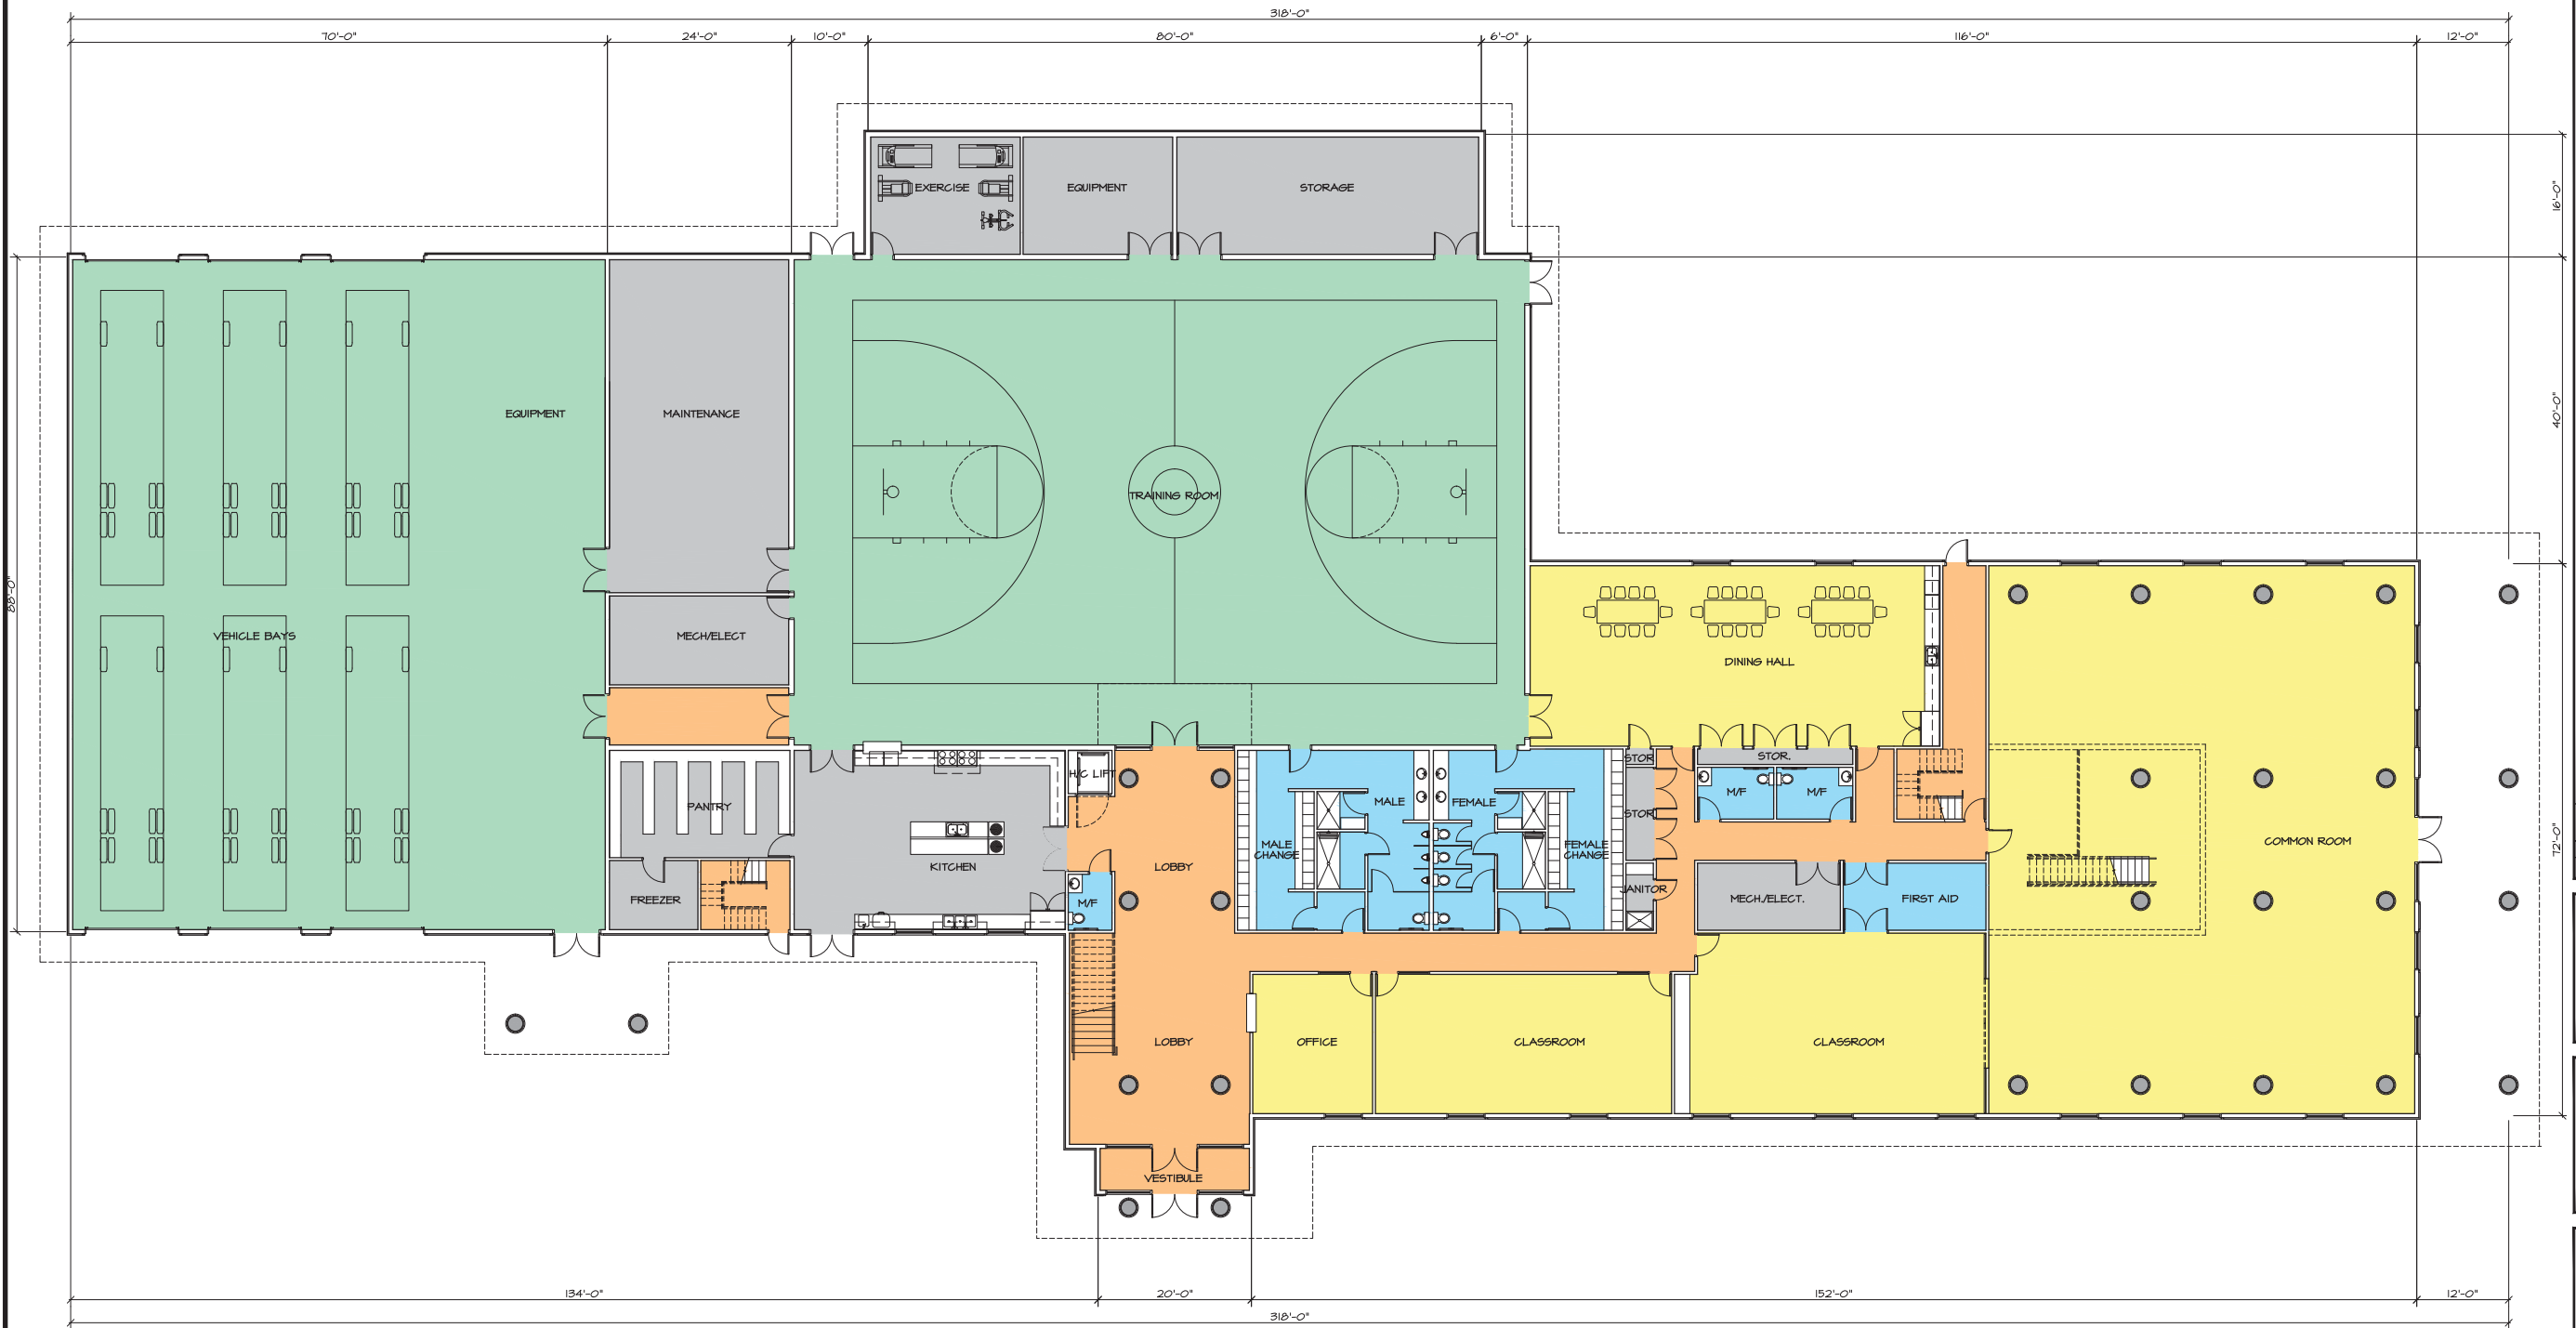 318'-0"
70'-0"
24'-0"
10'-0"
80'-0"
6'-0"
116'-0"
12'-0"
EXERCISE
EQUIPMENT
STORAGE
16'-0"
EQUIPMENT
MAINTENANCE
40'-0"
TRAINING ROOM
88'-0"
VEHICLE BAYS
MECH/ELECT
DINING HALL
STOR
STOR.
H/C LIFT
PANTRY
MALE
FEMALE
M/F
M/F
STOR
72'-0"
COMMON ROOM
MALE
CHANGE
FEMALE
CHANGE
KITCHEN
LOBBY
JANITOR
FREEZER
M/F
MECH./ELECT.
FIRST AID
LOBBY
OFFICE
CLASSROOM
CLASSROOM
VESTIBULE
134'-0"
20'-0"
152'-0"
12'-0"
318'-0"